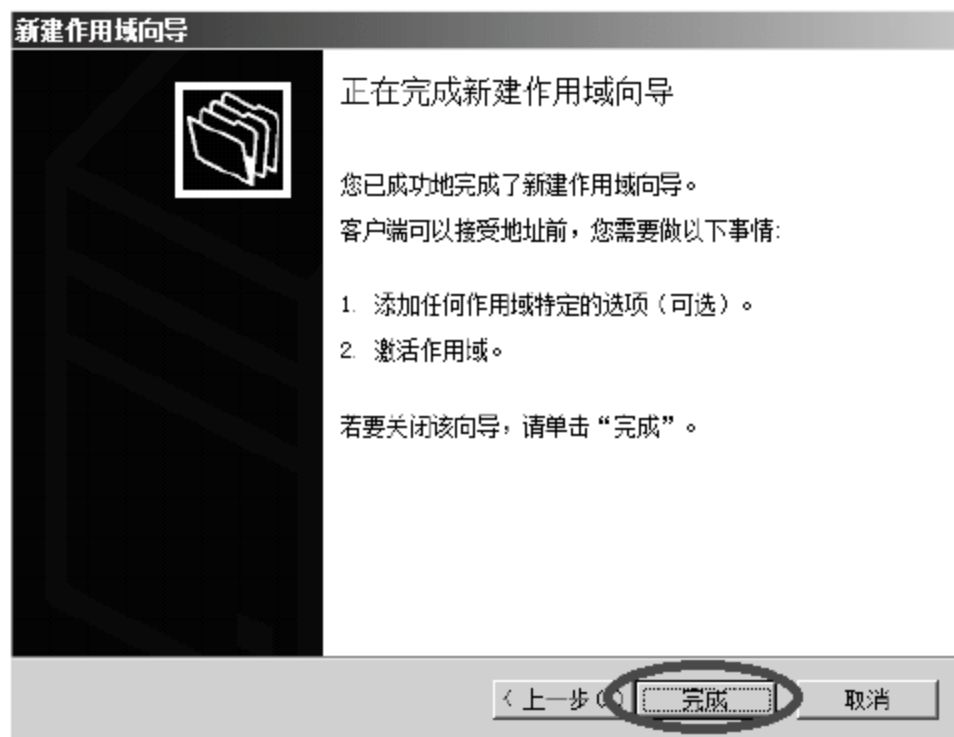 新建作用域向导
正在完成新建作用域向导
您已成功地完成了新建作用域向导。
客户端可以接受地址前，您需要做以下事情:
1. 添加任何作用域特定的选项（可选）。
2. 激活作用域。
若要关闭该向导，请单击“完成”。
< 上一步(
完成
取消